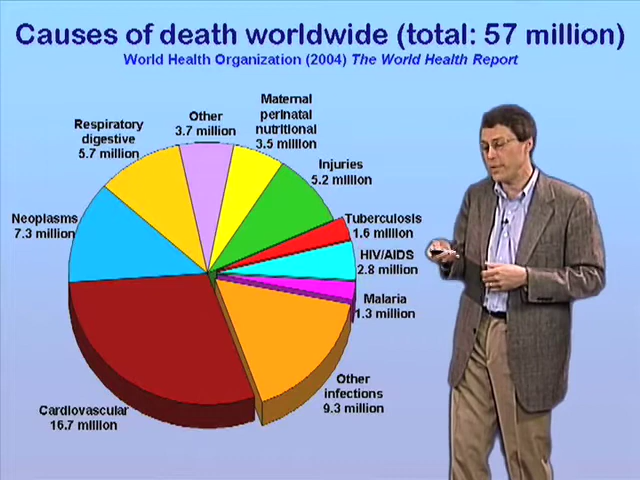 Causes of death worldwide (total: 57 million)
World Health Organization (2004) The World Health Report
Maternal
perinatal
nutritional
3.5 million
Other
3.7 million
Respiratory
digestive
5.7 million
Injuries
5.2 million
Neoplasms
7.3 million
Tuberculosis
1.6 million
HIV/AIDS
2.8 million
Malaria
1.3 million
Other
infections
9.3 million
Cardiovascular
16.7 million